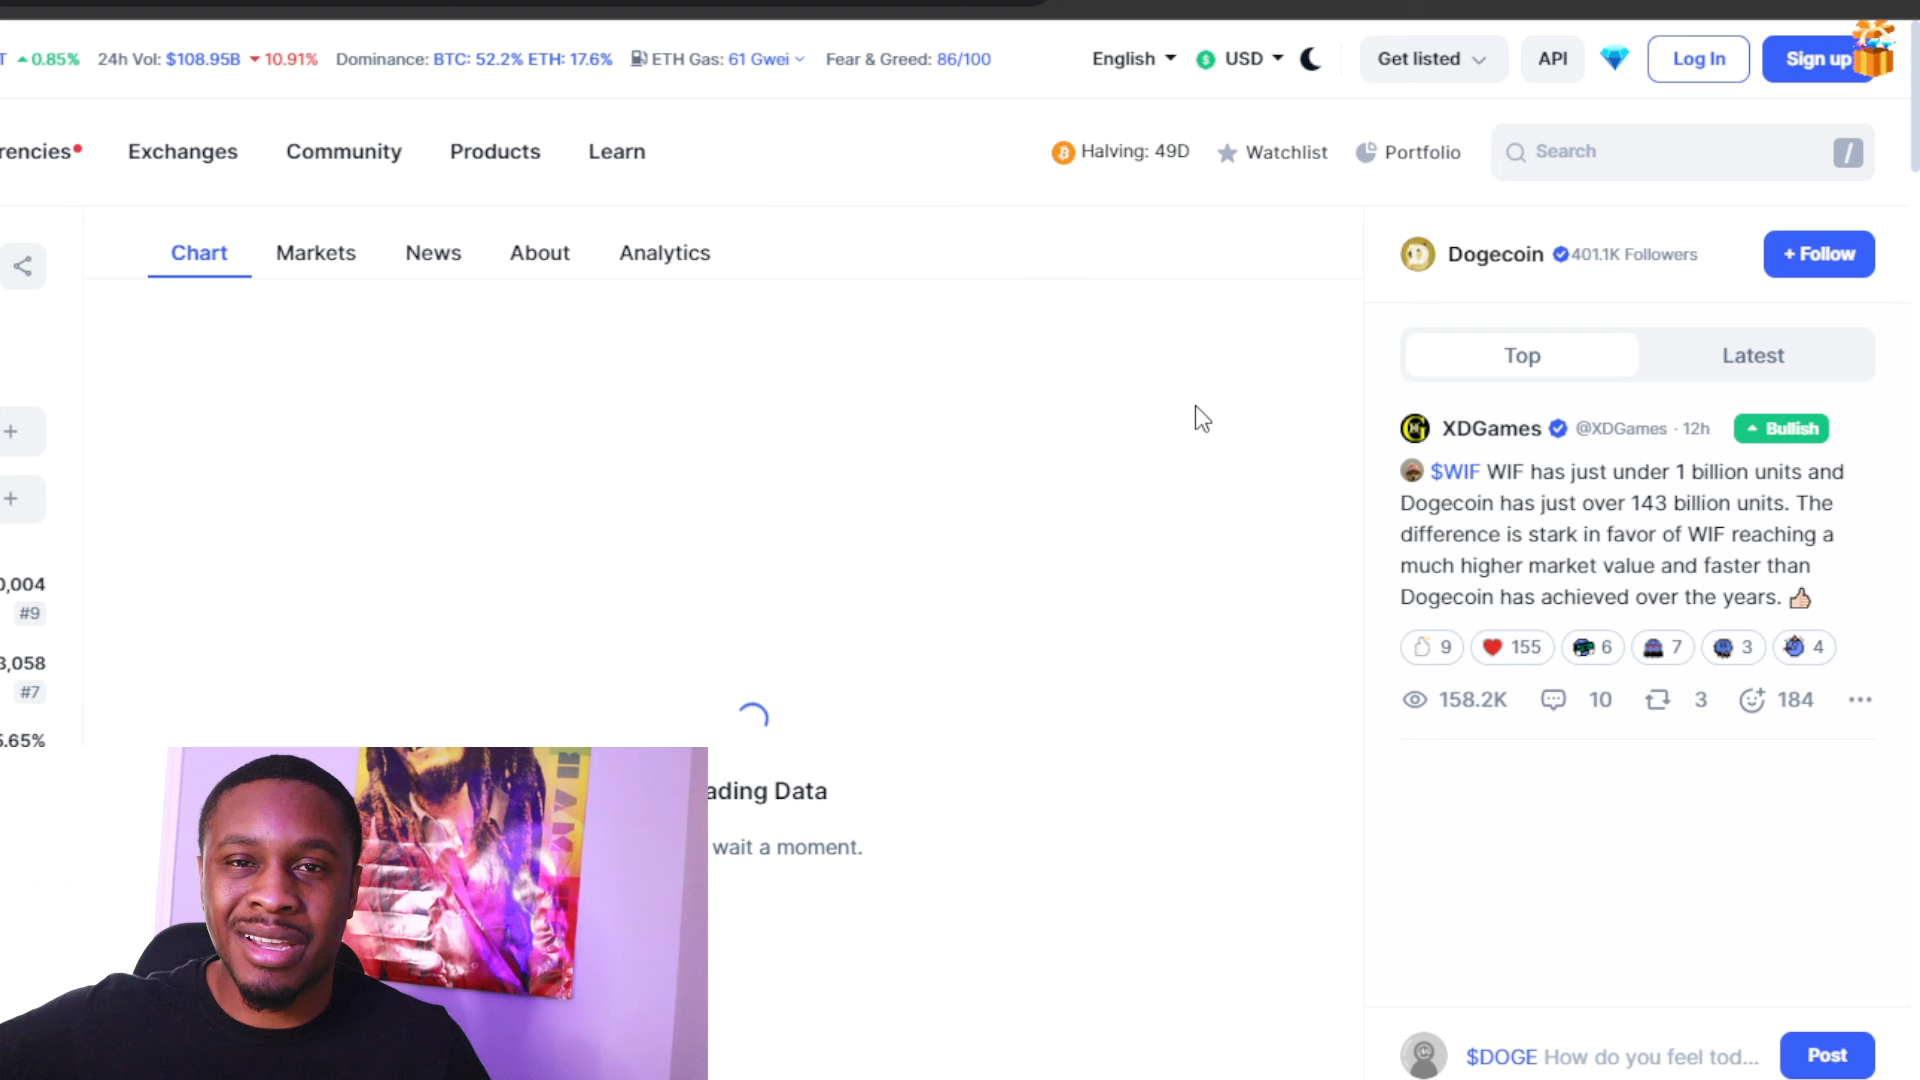 T 0.85% 24h Vol: $108.95B 10.91% Dominance: BTC: 52.2% ETH: 17.6% ETH Gas: 61 Gwei Fear & Greed: 86/100 English USD Get listed API Log In Sign up
rencies Exchanges Community Products Learn Halving: 49D Watchlist Portfolio Search /
Chart Markets News About Analytics
Dogecoin 401.1K Followers + Follow
Top Latest
XDGames @XDGames · 12h Bullish
$WIF WIF has just under 1 billion units and
Dogecoin has just over 143 billion units. The
difference is stark in favor of WIF reaching a
much higher market value and faster than
Dogecoin has achieved over the years.
9 155 6 7 3 4
158.2K 10 3 184
0,004
#9
3,058
#7
5.65%
ading Data
wait a moment.
$DOGE How do you feel tod... Post